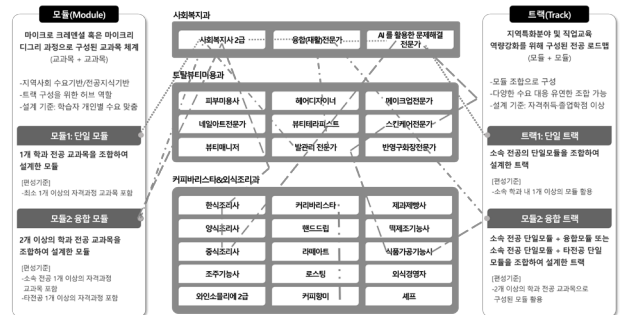 모듈(Module)
마이크로 크레덴셜 혹은 마이크리
디그리 과정으로 구성된 교과목 체계
(교과목 + 교과목)
-지역사회 수요기반/전공지식기반
-트랙 구성을 위한 허브 역할
-설계 기준: 학습자 개인별 수요 맞춤
모듈1: 단일 모듈
1개 학과 전공 교과목을 조합하여
설계한 모듈
[편성기준]
-최소 1개 이상의 자격과정 교과목 포함
모듈2: 융합 모듈
2개 이상의 학과 전공 교과목을
조합하여 설계한 모듈
[편성기준]
-소속 전공 1개 이상의 자격과정
교과목 포함
-타전공 1개 이상의 자격과정 포함
사회복지과
사회복지사 2급
융합(재활)전문가
AI를 활용한 문제해결
전문가
토탈뷰티미용과
피부미용사
헤어디자이너
메이크업전문가
네일아트전문가
뷰티테라피스트
스킨케어전문가
뷰티매니저
발관리 전문가
반영구화장전문가
커피바리스타&외식조리과
한식조리사
커리바리스타
제과제빵사
양식조리사
핸드드립
떡제조기능사
중식조리사
라떼아트
식품가공기능사
조주기능사
로스팅
외식경영자
와인소믈리에 2급
커피향미
셰프
트랙(Track)
지역특화분야 및 직업교육
역량강화를 위해 구성된 전공 로드맵
(모듈 + 모듈)
-모듈 조합으로 구성
-다양한 수요 대응 유연한 조합 가능
-설계 기준: 자격취득·졸업학점 이상
트랙1: 단일 트랙
소속 전공의 단일모듈을 조합하여
설계한 트랙
[편성기준]
-소속 학과 내 1개 이상의 모듈 활용
모듈2: 융합 트랙
소속 전공 단일모듈 + 융합모듈 또는
소속 전공 단일모듈 + 타전공 단일
모듈을 조합하여 설계한 트랙
[편성기준]
-2개 이상의 학과 전공 교과목으로
구성된 모듈 활용